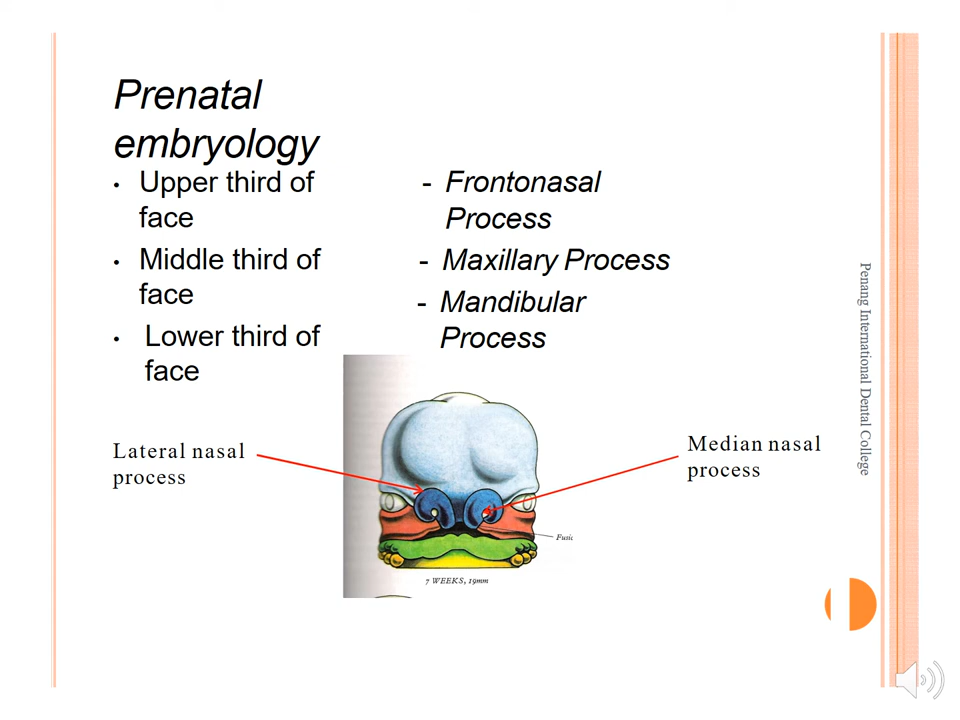 Prenatal
embryology
• Upper third of
face
- Frontonasal
Process
• Middle third of
face
- Maxillary Process
• Lower third of
face
- Mandibular
Process
Lateral nasal
process
Median nasal
process
7 WEEKS, 19mm
Penang International Dental College